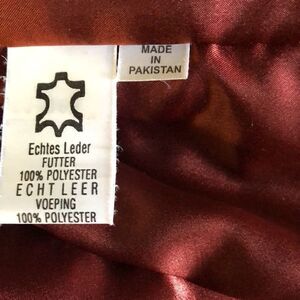 MADE IN
PAKISTAN
Echtes Leder
FUTTER
100% POLYESTER
ECHT LEER
VOEPING
100% POLYESTER